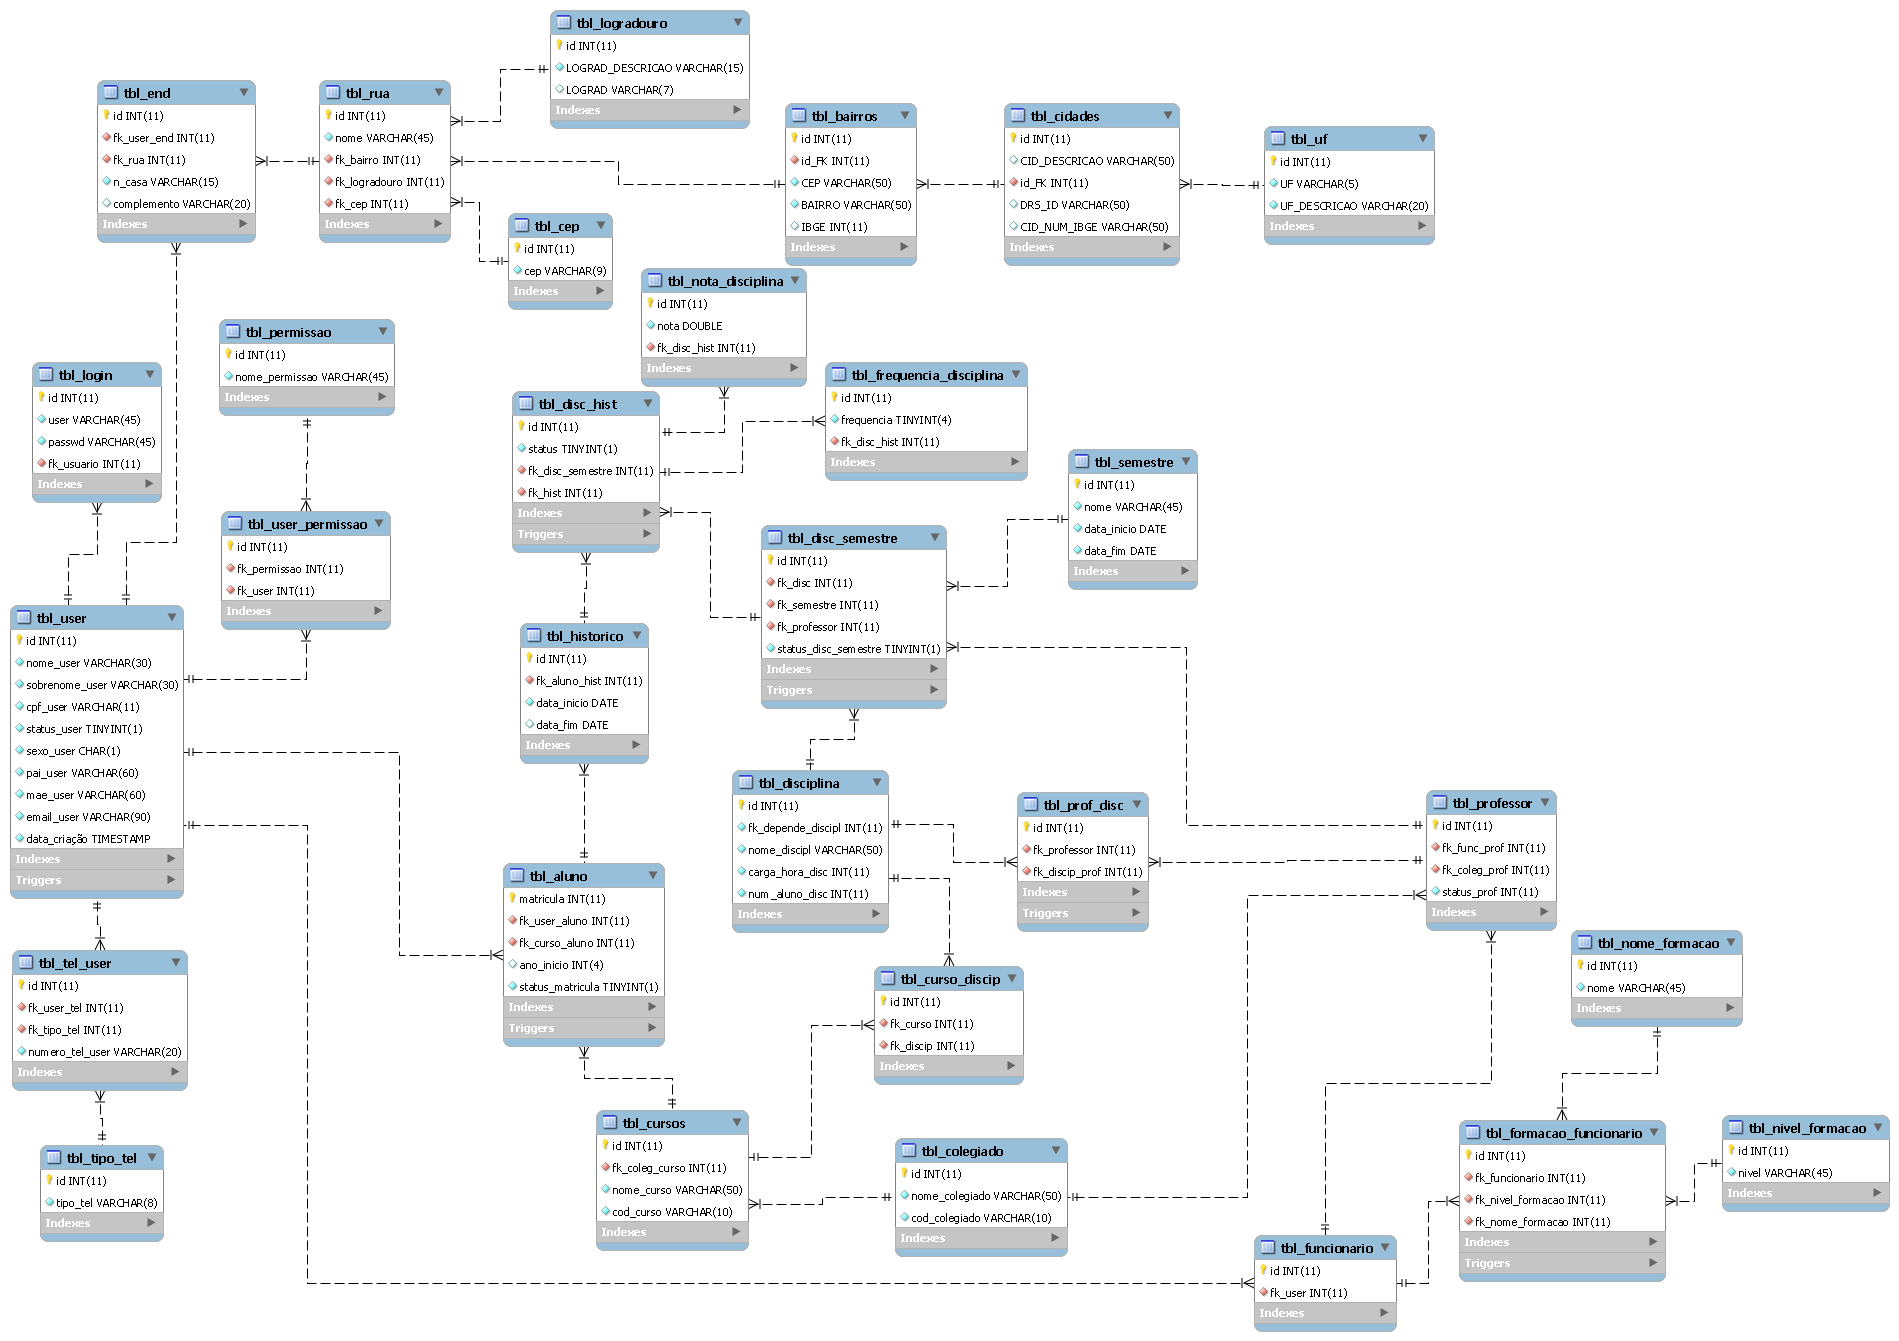 tbl_logradouro
id INT(11)
LOGRAD_DESCRICAO VARCHAR(15)
LOGRAD VARCHAR(7)
Indexes
tbl_end
id INT(11)
fk_user_end INT(11)
fk_rua INT(11)
n_casa VARCHAR(15)
complemento VARCHAR(20)
Indexes
tbl_rua
id INT(11)
nome VARCHAR(45)
fk_bairro INT(11)
fk_logradouro INT(11)
fk_cep INT(11)
Indexes
tbl_bairros
id INT(11)
id_FK INT(11)
CEP VARCHAR(50)
BAIRRO VARCHAR(50)
IBGE INT(11)
Indexes
tbl_cidades
id INT(11)
CID_DESCRICAO VARCHAR(50)
id_FK INT(11)
DRS_ID VARCHAR(50)
CID_NUM_IBGE VARCHAR(50)
Indexes
tbl_uf
id INT(11)
UF VARCHAR(5)
UF_DESCRICAO VARCHAR(20)
Indexes
tbl_cep
id INT(11)
cep VARCHAR(9)
Indexes
tbl_nota_disciplina
id INT(11)
nota DOUBLE
fk_disc_hist INT(11)
Indexes
tbl_permissao
id INT(11)
nome_permissao VARCHAR(45)
Indexes
tbl_login
id INT(11)
user VARCHAR(45)
passwd VARCHAR(45)
fk_usuario INT(11)
Indexes
tbl_disc_hist
id INT(11)
status TINYINT(1)
fk_disc_semestre INT(11)
fk_hist INT(11)
Indexes
Triggers
tbl_frequencia_disciplina
id INT(11)
frequencia TINYINT(4)
fk_disc_hist INT(11)
Indexes
tbl_semestre
id INT(11)
nome VARCHAR(45)
data_inicio DATE
data_fim DATE
Indexes
tbl_user_permissao
id INT(11)
fk_permissao INT(11)
fk_user INT(11)
Indexes
tbl_disc_semestre
id INT(11)
fk_disc INT(11)
fk_semestre INT(11)
fk_professor INT(11)
status_disc_semestre TINYINT(1)
Indexes
Triggers
tbl_user
id INT(11)
nome_user VARCHAR(30)
sobrenome_user VARCHAR(30)
cpf_user VARCHAR(11)
status_user TINYINT(1)
sexo_user CHAR(1)
pai_user VARCHAR(60)
mae_user VARCHAR(60)
email_user VARCHAR(90)
data_criação TIMESTAMP
Indexes
Triggers
tbl_historico
id INT(11)
fk_aluno_hist INT(11)
data_inicio DATE
data_fim DATE
Indexes
tbl_disciplina
id INT(11)
fk_depende_discipl INT(11)
nome_discipl VARCHAR(50)
carga_hora_disc INT(11)
num_aluno_disc INT(11)
Indexes
tbl_prof_disc
id INT(11)
fk_professor INT(11)
fk_discip_prof INT(11)
Indexes
Triggers
tbl_professor
id INT(11)
fk_func_prof INT(11)
fk_coleg_prof INT(11)
status_prof INT(11)
Indexes
tbl_aluno
matricula INT(11)
fk_user_aluno INT(11)
fk_curso_aluno INT(11)
ano_inicio INT(4)
status_matricula TINYINT(1)
Indexes
Triggers
tbl_nome_formacao
id INT(11)
nome VARCHAR(45)
Indexes
tbl_tel_user
id INT(11)
fk_user_tel INT(11)
fk_tipo_tel INT(11)
numero_tel_user VARCHAR(20)
Indexes
tbl_curso_discip
id INT(11)
fk_curso INT(11)
fk_discip INT(11)
Indexes
tbl_cursos
id INT(11)
fk_coleg_curso INT(11)
nome_curso VARCHAR(50)
cod_curso VARCHAR(10)
Indexes
tbl_colegiado
id INT(11)
nome_colegiado VARCHAR(50)
cod_colegiado VARCHAR(10)
Indexes
tbl_formacao_funcionario
id INT(11)
fk_funcionario INT(11)
fk_nivel_formacao INT(11)
fk_nome_formacao INT(11)
Indexes
Triggers
tbl_nivel_formacao
id INT(11)
nivel VARCHAR(45)
Indexes
tbl_tipo_tel
id INT(11)
tipo_tel VARCHAR(8)
Indexes
tbl_funcionario
id INT(11)
fk_user INT(11)
Indexes